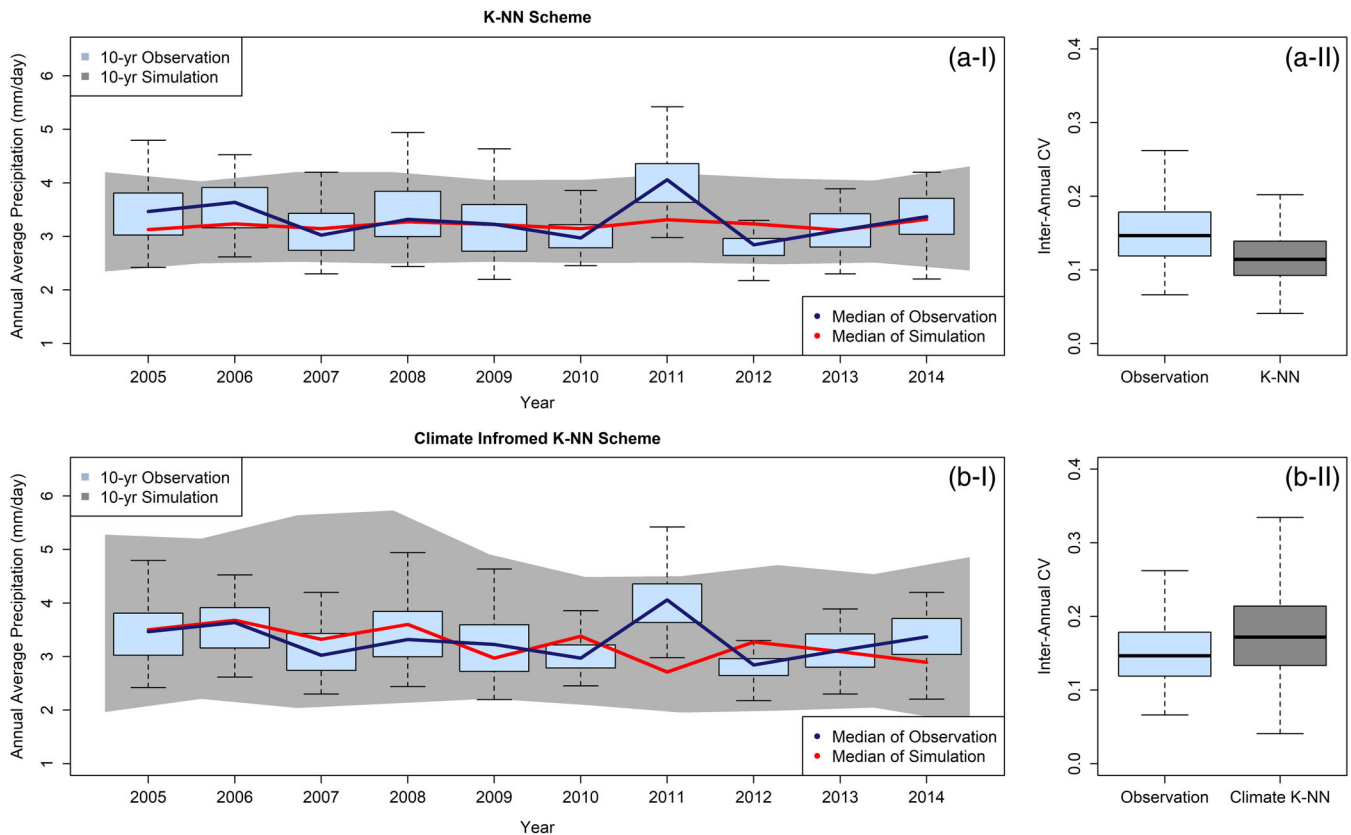 K-NN Scheme
10-yr Observation
10-yr Simulation
(a-I)
Annual Average Precipitation (mm/day)
6
5
4
3
2
1
Median of Observation
Median of Simulation
2005 2006 2007 2008 2009 2010 2011 2012 2013 2014
Year
(a-II)
Inter-Annual CV
0.4
0.3
0.2
0.1
0.0
Observation K-NN
Climate Infromed K-NN Scheme
10-yr Observation
10-yr Simulation
(b-I)
Annual Average Precipitation (mm/day)
6
5
4
3
2
1
Median of Observation
Median of Simulation
2005 2006 2007 2008 2009 2010 2011 2012 2013 2014
Year
(b-II)
Inter-Annual CV
0.4
0.3
0.2
0.1
0.0
Observation Climate K-NN